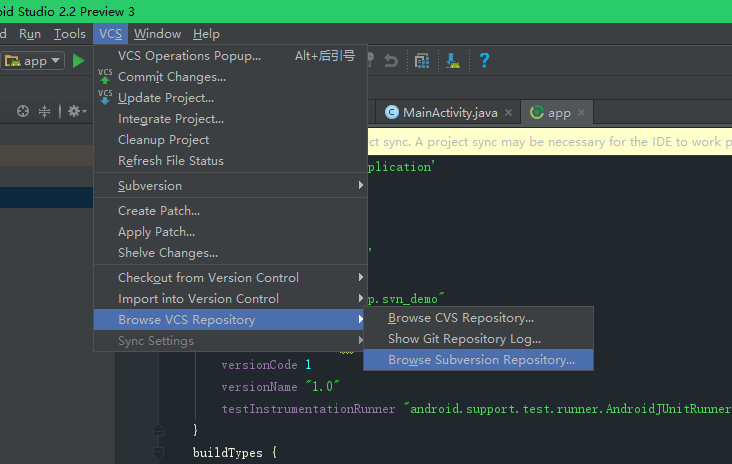 oid Studio 2.2 Preview 3
d Run Tools VCS Window Help
app
VCS Operations Popup... Alt+后引号
VCS Commit Changes...
VCS Update Project...
Integrate Project...
Cleanup Project
Refresh File Status
Subversion
Create Patch...
Apply Patch...
Shelve Changes...
Checkout from Version Control
Import into Version Control
Browse VCS Repository
Sync Settings
Browse CVS Repository...
Show Git Repository Log...
Browse Subversion Repository...
?
C MainActivity.java × app ×
ct sync. A project sync may be necessary for the IDE to work p
plication'
'
p.svn_demo"
versionCode 1
versionName "1.0"
testInstrumentationRunner "android.support.test.runner.AndroidJUnitRunner
}
buildTypes {